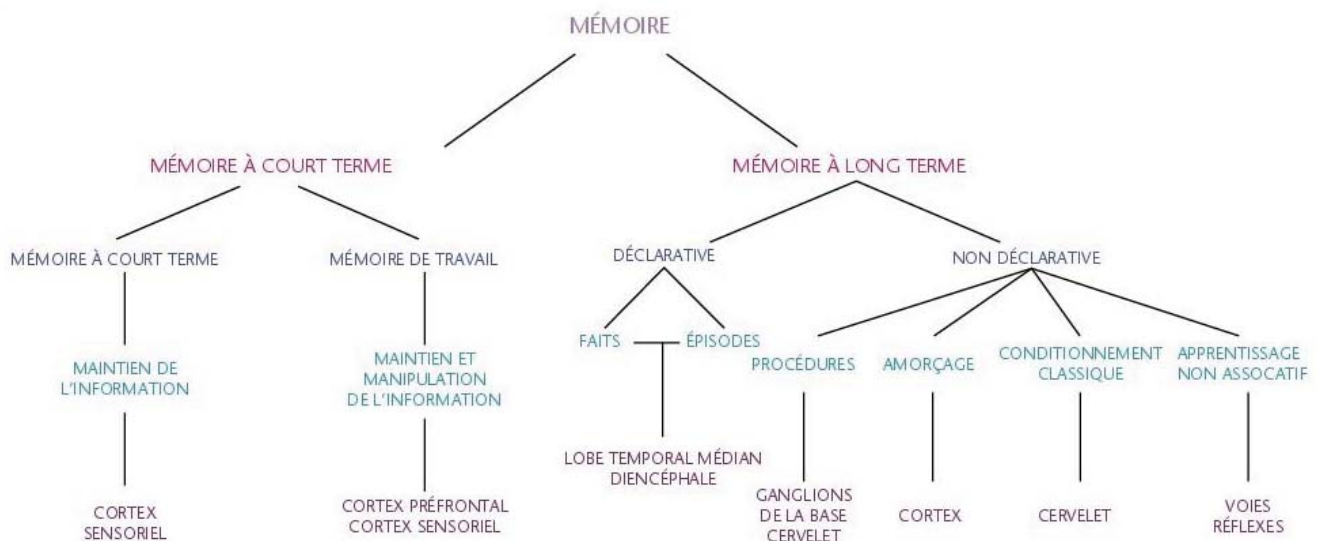 MÉMOIRE
MÉMOIRE À COURT TERME
MÉMOIRE À LONG TERME
MÉMOIRE À COURT TERME
MÉMOIRE DE TRAVAIL
DÉCLARATIVE
NON DÉCLARATIVE
MAINTIEN DE
L'INFORMATION
MAINTIEN ET
MANIPULATION
DE L'INFORMATION
FAITS
ÉPISODES
PROCÉDURES
AMORÇAGE
CONDITIONNEMENT
CLASSIQUE
APPRENTISSAGE
NON ASSOCATIF
CORTEX
SENSORIEL
CORTEX PRÉFRONTAL
CORTEX SENSORIEL
LOBE TEMPORAL MÉDIAN
DIENCÉPHALE
GANGLIONS
DE LA BASE
CERVELET
CORTEX
CERVELET
VOIES
RÉFLEXES